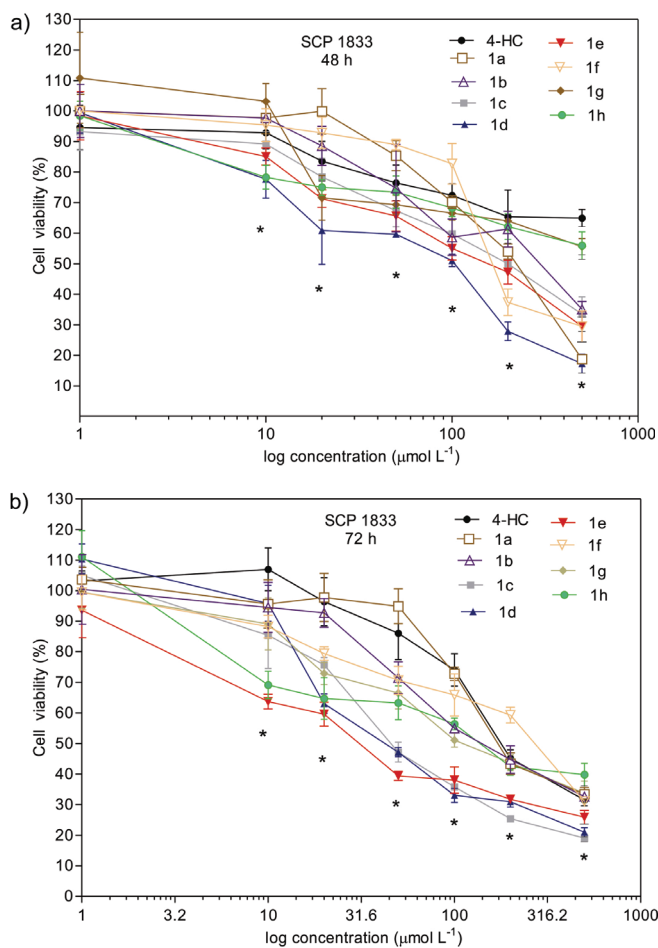 a)
SCP 1833
48 h
4-HC
1a
1b
1c
1d
1e
1f
1g
1h
Cell viability (%)
130
120
110
100
90
80
70
60
50
40
30
20
10
*
*
*
*
*
*
1
10
100
1000
log concentration (μmol L⁻¹)
b)
SCP 1833
72 h
4-HC
1a
1b
1c
1d
1e
1f
1g
1h
Cell viability (%)
130
120
110
100
90
80
70
60
50
40
30
20
10
0
*
*
*
*
*
*
1
3.2
10
31.6
100
316.2
1000
log concentration (μmol L⁻¹)